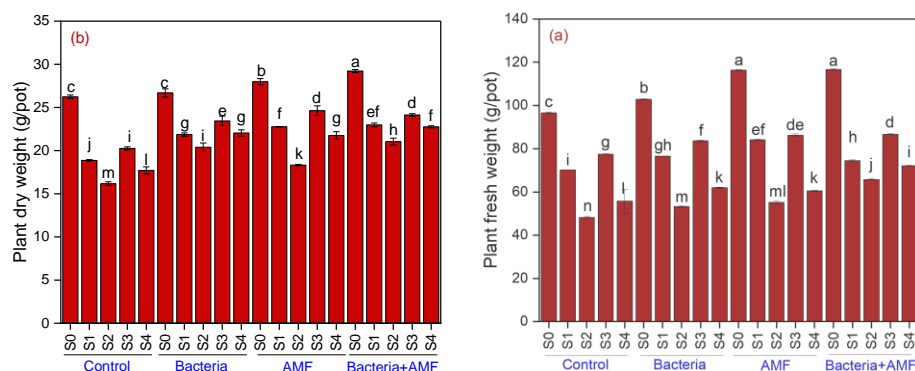 (b)
Plant dry weight (g/pot)
35
30
25
20
15
10
5
0
c j m i l c g i e g b f k d g a ef h d f
S0 S1 S2 S3 S4 S0 S1 S2 S3 S4 S0 S1 S2 S3 S4 S0 S1 S2 S3 S4
Control Bacteria AMF Bacteria+AMF
(a)
Plant fresh weight (g/pot)
140
120
100
80
60
40
20
0
c i n g l b gh m f k a ef ml de k a h j d i
S0 S1 S2 S3 S4 S0 S1 S2 S3 S4 S0 S1 S2 S3 S4 S0 S1 S2 S3 S4
Control Bacteria AMF Bacteria+AMF